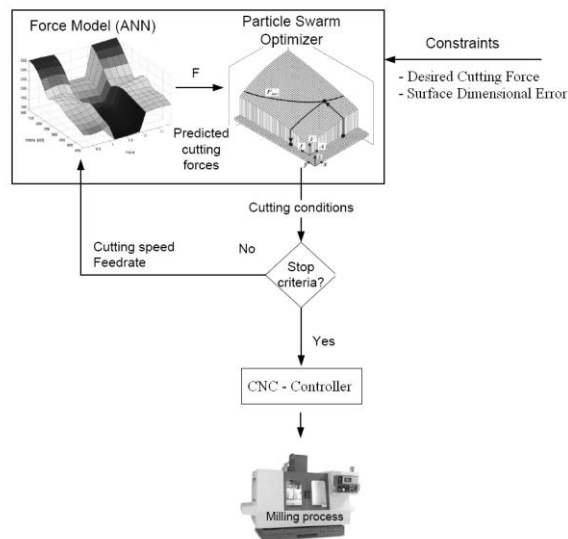 Force Model (ANN)
Particle Swarm
Optimizer
Constraints
- Desired Cutting Force
- Surface Dimensional Error
F
Predicted
cutting
forces
Cutting conditions
Cutting speed
Feedrate
No
Stop
criteria?
Yes
CNC - Controller
Milling process